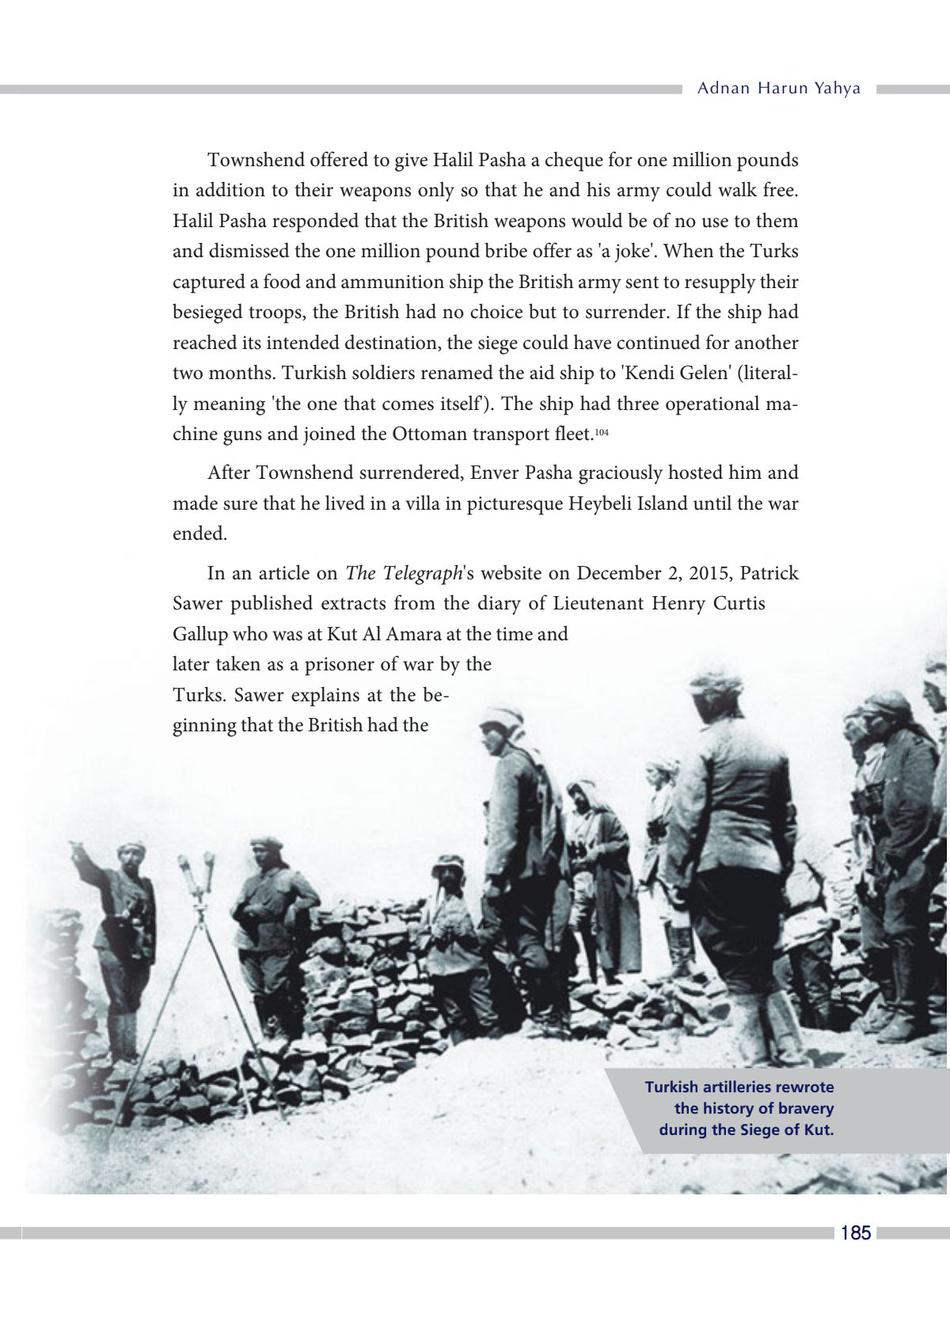 Adnan Harun Yahya
Townshend offered to give Halil Pasha a cheque for one million pounds
in addition to their weapons only so that he and his army could walk free.
Halil Pasha responded that the British weapons would be of no use to them
and dismissed the one million pound bribe offer as 'a joke'. When the Turks
captured a food and ammunition ship the British army sent to resupply their
besieged troops, the British had no choice but to surrender. If the ship had
reached its intended destination, the siege could have continued for another
two months. Turkish soldiers renamed the aid ship to 'Kendi Gelen' (literal-
ly meaning 'the one that comes itself'). The ship had three operational ma-
chine guns and joined the Ottoman transport fleet.104
After Townshend surrendered, Enver Pasha graciously hosted him and
made sure that he lived in a villa in picturesque Heybeli Island until the war
ended.
In an article on The Telegraph's website on December 2, 2015, Patrick
Sawer published extracts from the diary of Lieutenant Henry Curtis
Gallup who was at Kut Al Amara at the time and
later taken as a prisoner of war by the
Turks. Sawer explains at the be-
ginning that the British had the
Turkish artilleries rewrote
the history of bravery
during the Siege of Kut.
185